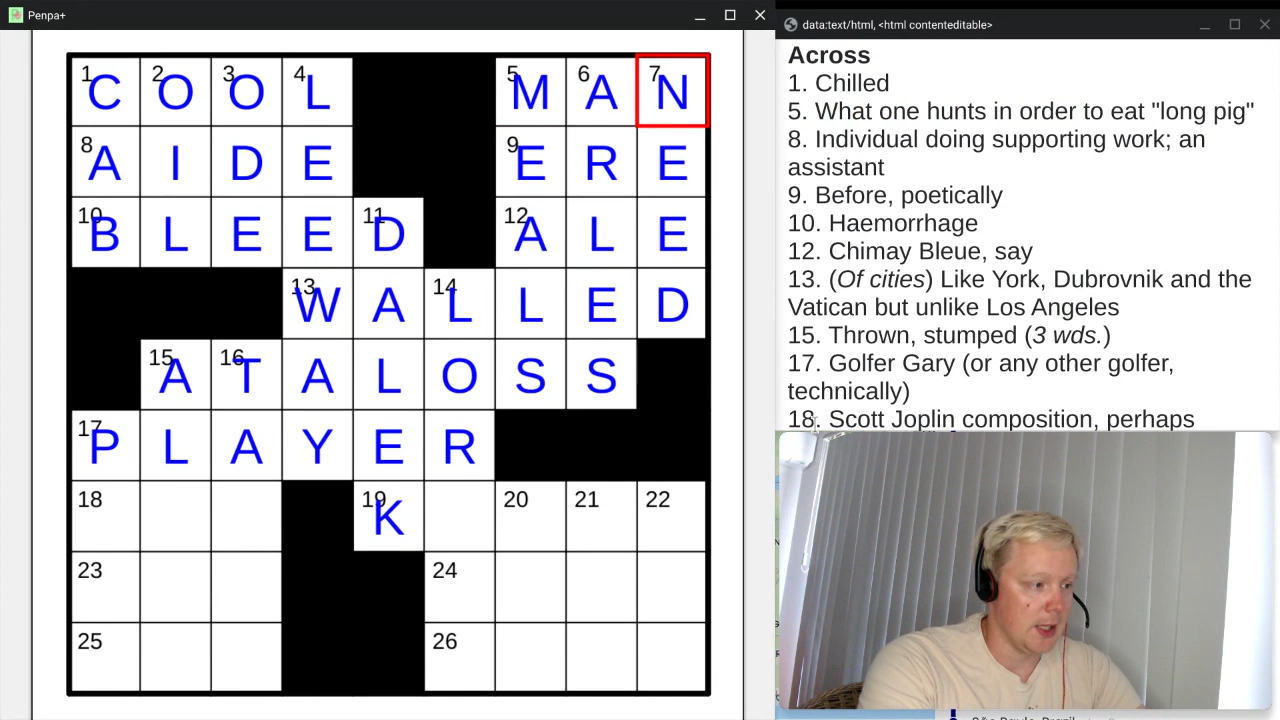 Penpa+
data:text/html, <html contenteditable>
1 C 2 O 3 O 4 L 5 M 6 A 7 N
8 A I D E 9 E R E
10 B L E E 11 D 12 A L E
13 W A 14 L L E D
15 A 16 T A L O S S
17 P L A Y E R
18 19 K 20 21 22
23 24
25 26
Across
1. Chilled
5. What one hunts in order to eat "long pig"
8. Individual doing supporting work; an
assistant
9. Before, poetically
10. Haemorrhage
12. Chimay Bleue, say
13. (Of cities) Like York, Dubrovnik and the
Vatican but unlike Los Angeles
15. Thrown, stumped (3 wds.)
17. Golfer Gary (or any other golfer,
technically)
18. Scott Joplin composition, perhaps